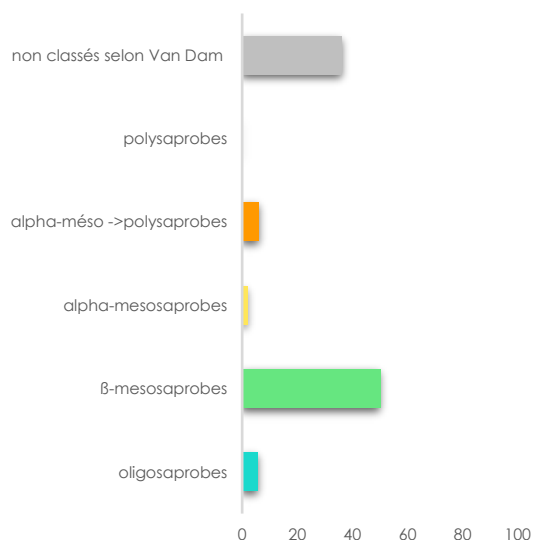 non classés selon Van Dam
polysaprobes
alpha-méso ->polysaprobes
alpha-mesosaprobes
ß-mesosaprobes
oligosaprobes
0 20 40 60 80 100